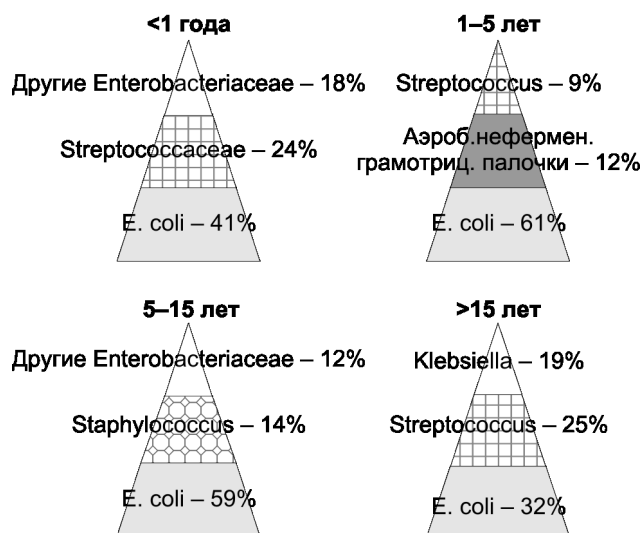 <1 года
Другие Enterobacteriaceae – 18%
Streptococcaceae – 24%
E. coli – 41%
1–5 лет
Streptococcus – 9%
Аэроб.нефермен.
грамотриц. палочки – 12%
E. coli – 61%
5–15 лет
Другие Enterobacteriaceae – 12%
Staphylococcus – 14%
E. coli – 59%
>15 лет
Klebsiella – 19%
Streptococcus – 25%
E. coli – 32%